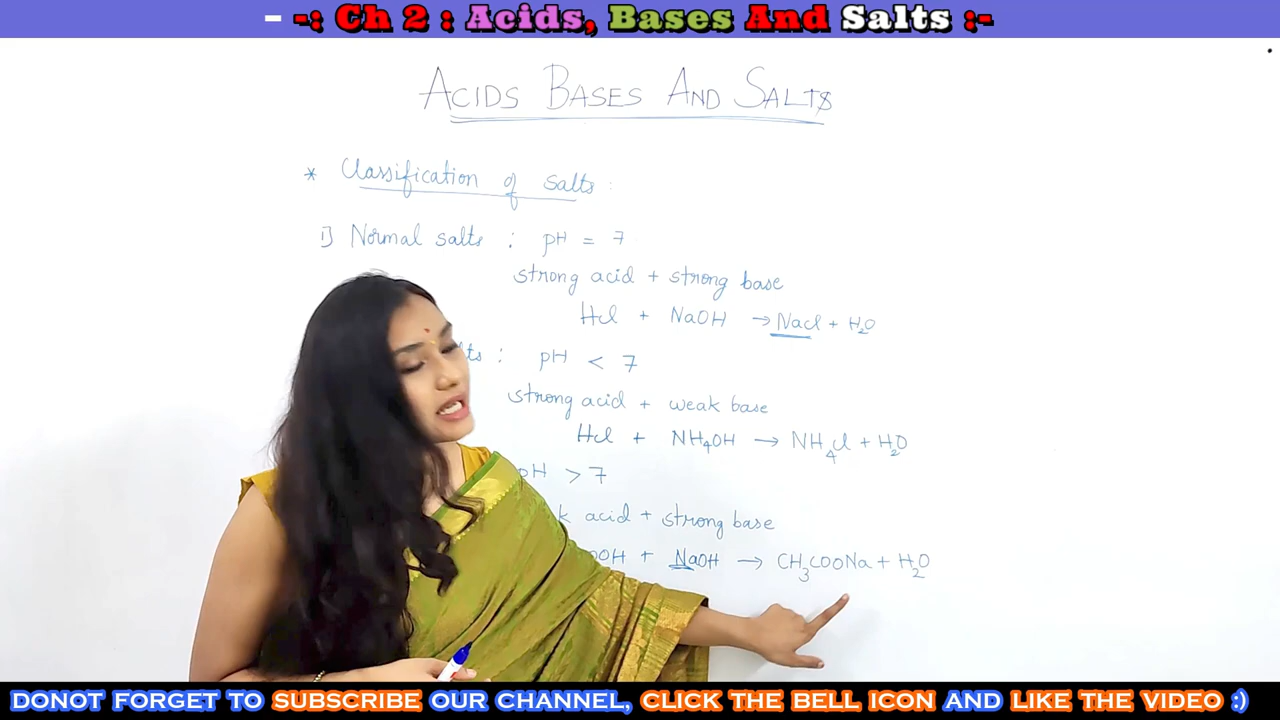 - -: Ch 2 : Acids, Bases And Salts :-
ACIDS BASES AND SALTS
* Classification of salts :
1] Normal salts : pH = 7
strong acid + strong base
Hcl + NaOH → Nacl + H2O
: pH < 7
strong acid + weak base
Hcl + NH4OH → NH4cl + H2O
pH > 7
acid + strong base
+ NaOH → CH3COONa + H2O
DONOT FORGET TO SUBSCRIBE OUR CHANNEL, CLICK THE BELL ICON AND LIKE THE VIDEO :)